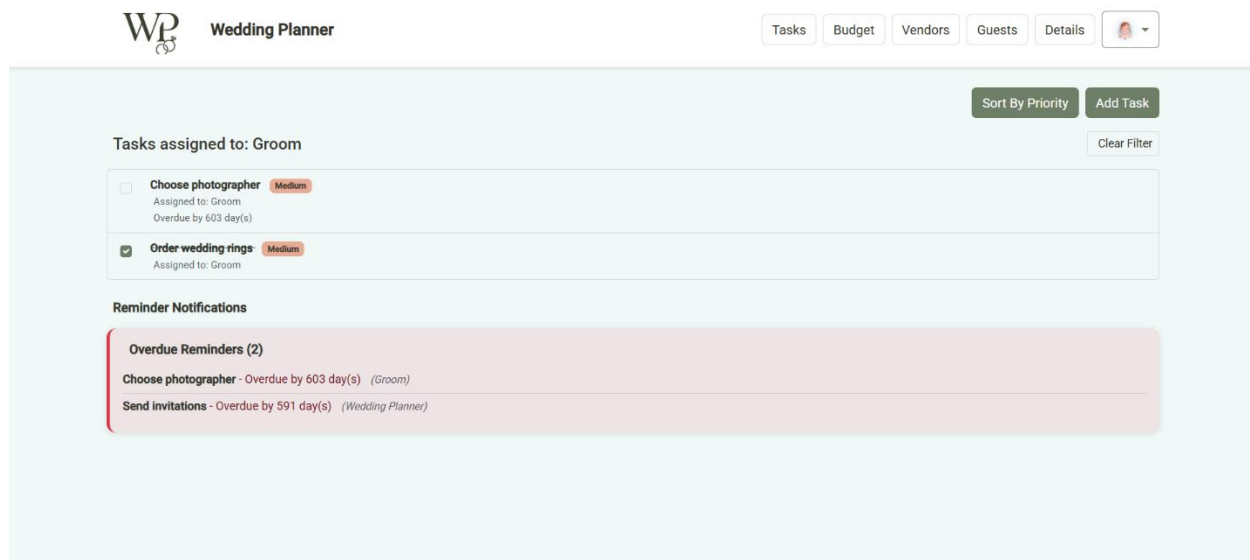 WP
Wedding Planner
Tasks
Budget
Vendors
Guests
Details
Sort By Priority
Add Task
Tasks assigned to: Groom
Clear Filter
Choose photographer Medium
Assigned to: Groom
Overdue by 603 day(s)
Order wedding rings Medium
Assigned to: Groom
Reminder Notifications
Overdue Reminders (2)
Choose photographer - Overdue by 603 day(s) (Groom)
Send invitations - Overdue by 591 day(s) (Wedding Planner)